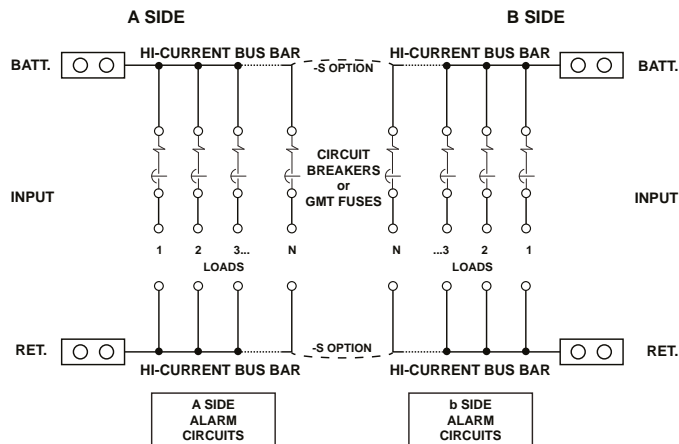 A SIDE B SIDE
HI-CURRENT BUS BAR HI-CURRENT BUS BAR
BATT. -S OPTION BATT.
CIRCUIT
BREAKERS
or
GMT FUSES
INPUT INPUT
1 2 3... N N ...3 2 1
LOADS LOADS
RET. -S OPTION RET.
HI-CURRENT BUS BAR HI-CURRENT BUS BAR
A SIDE
ALARM
CIRCUITS
b SIDE
ALARM
CIRCUITS